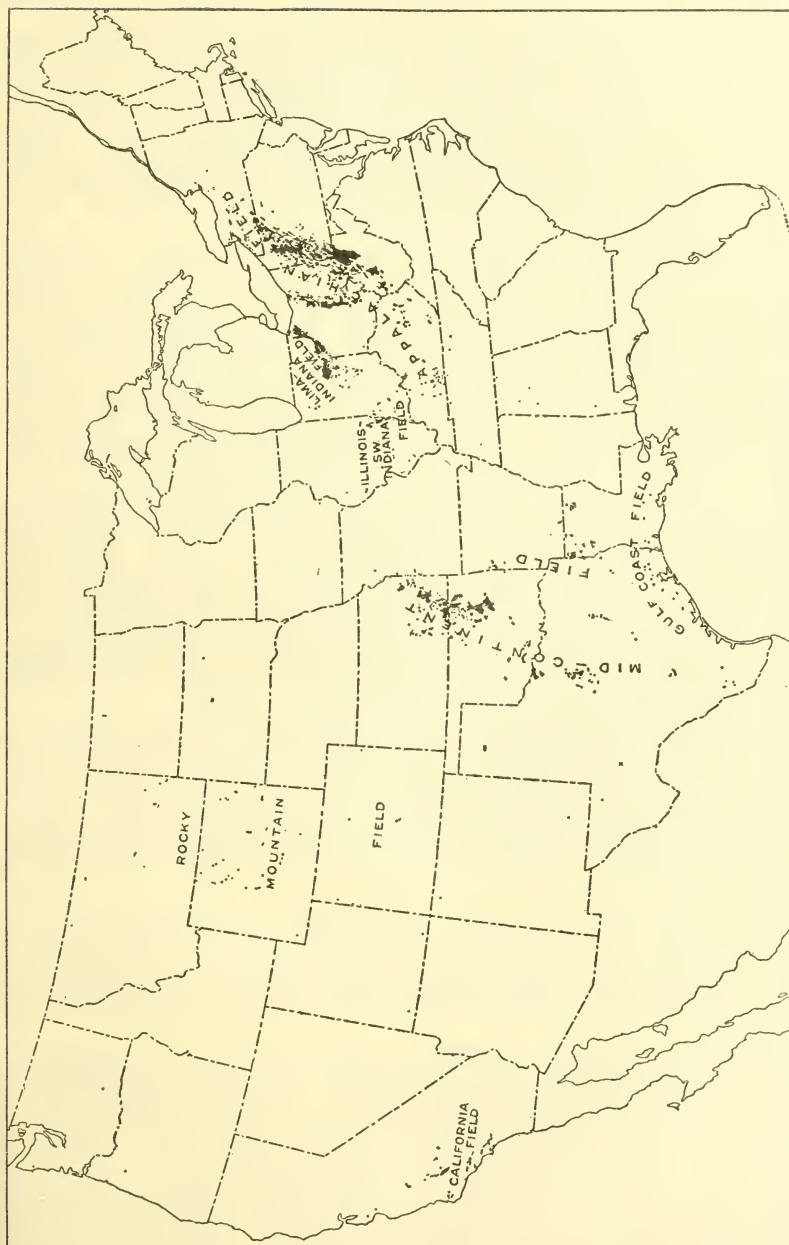 ROCKY
MOUNTAIN
FIELD
CALIFORNIA
FIELD
MID CONTINENT FIELD
GULF COAST FIELD
ILLINOIS-
SW.
INDIANA
FIELD
LIMA-
INDIANA
FIELD
APPALACHIAN FIELD